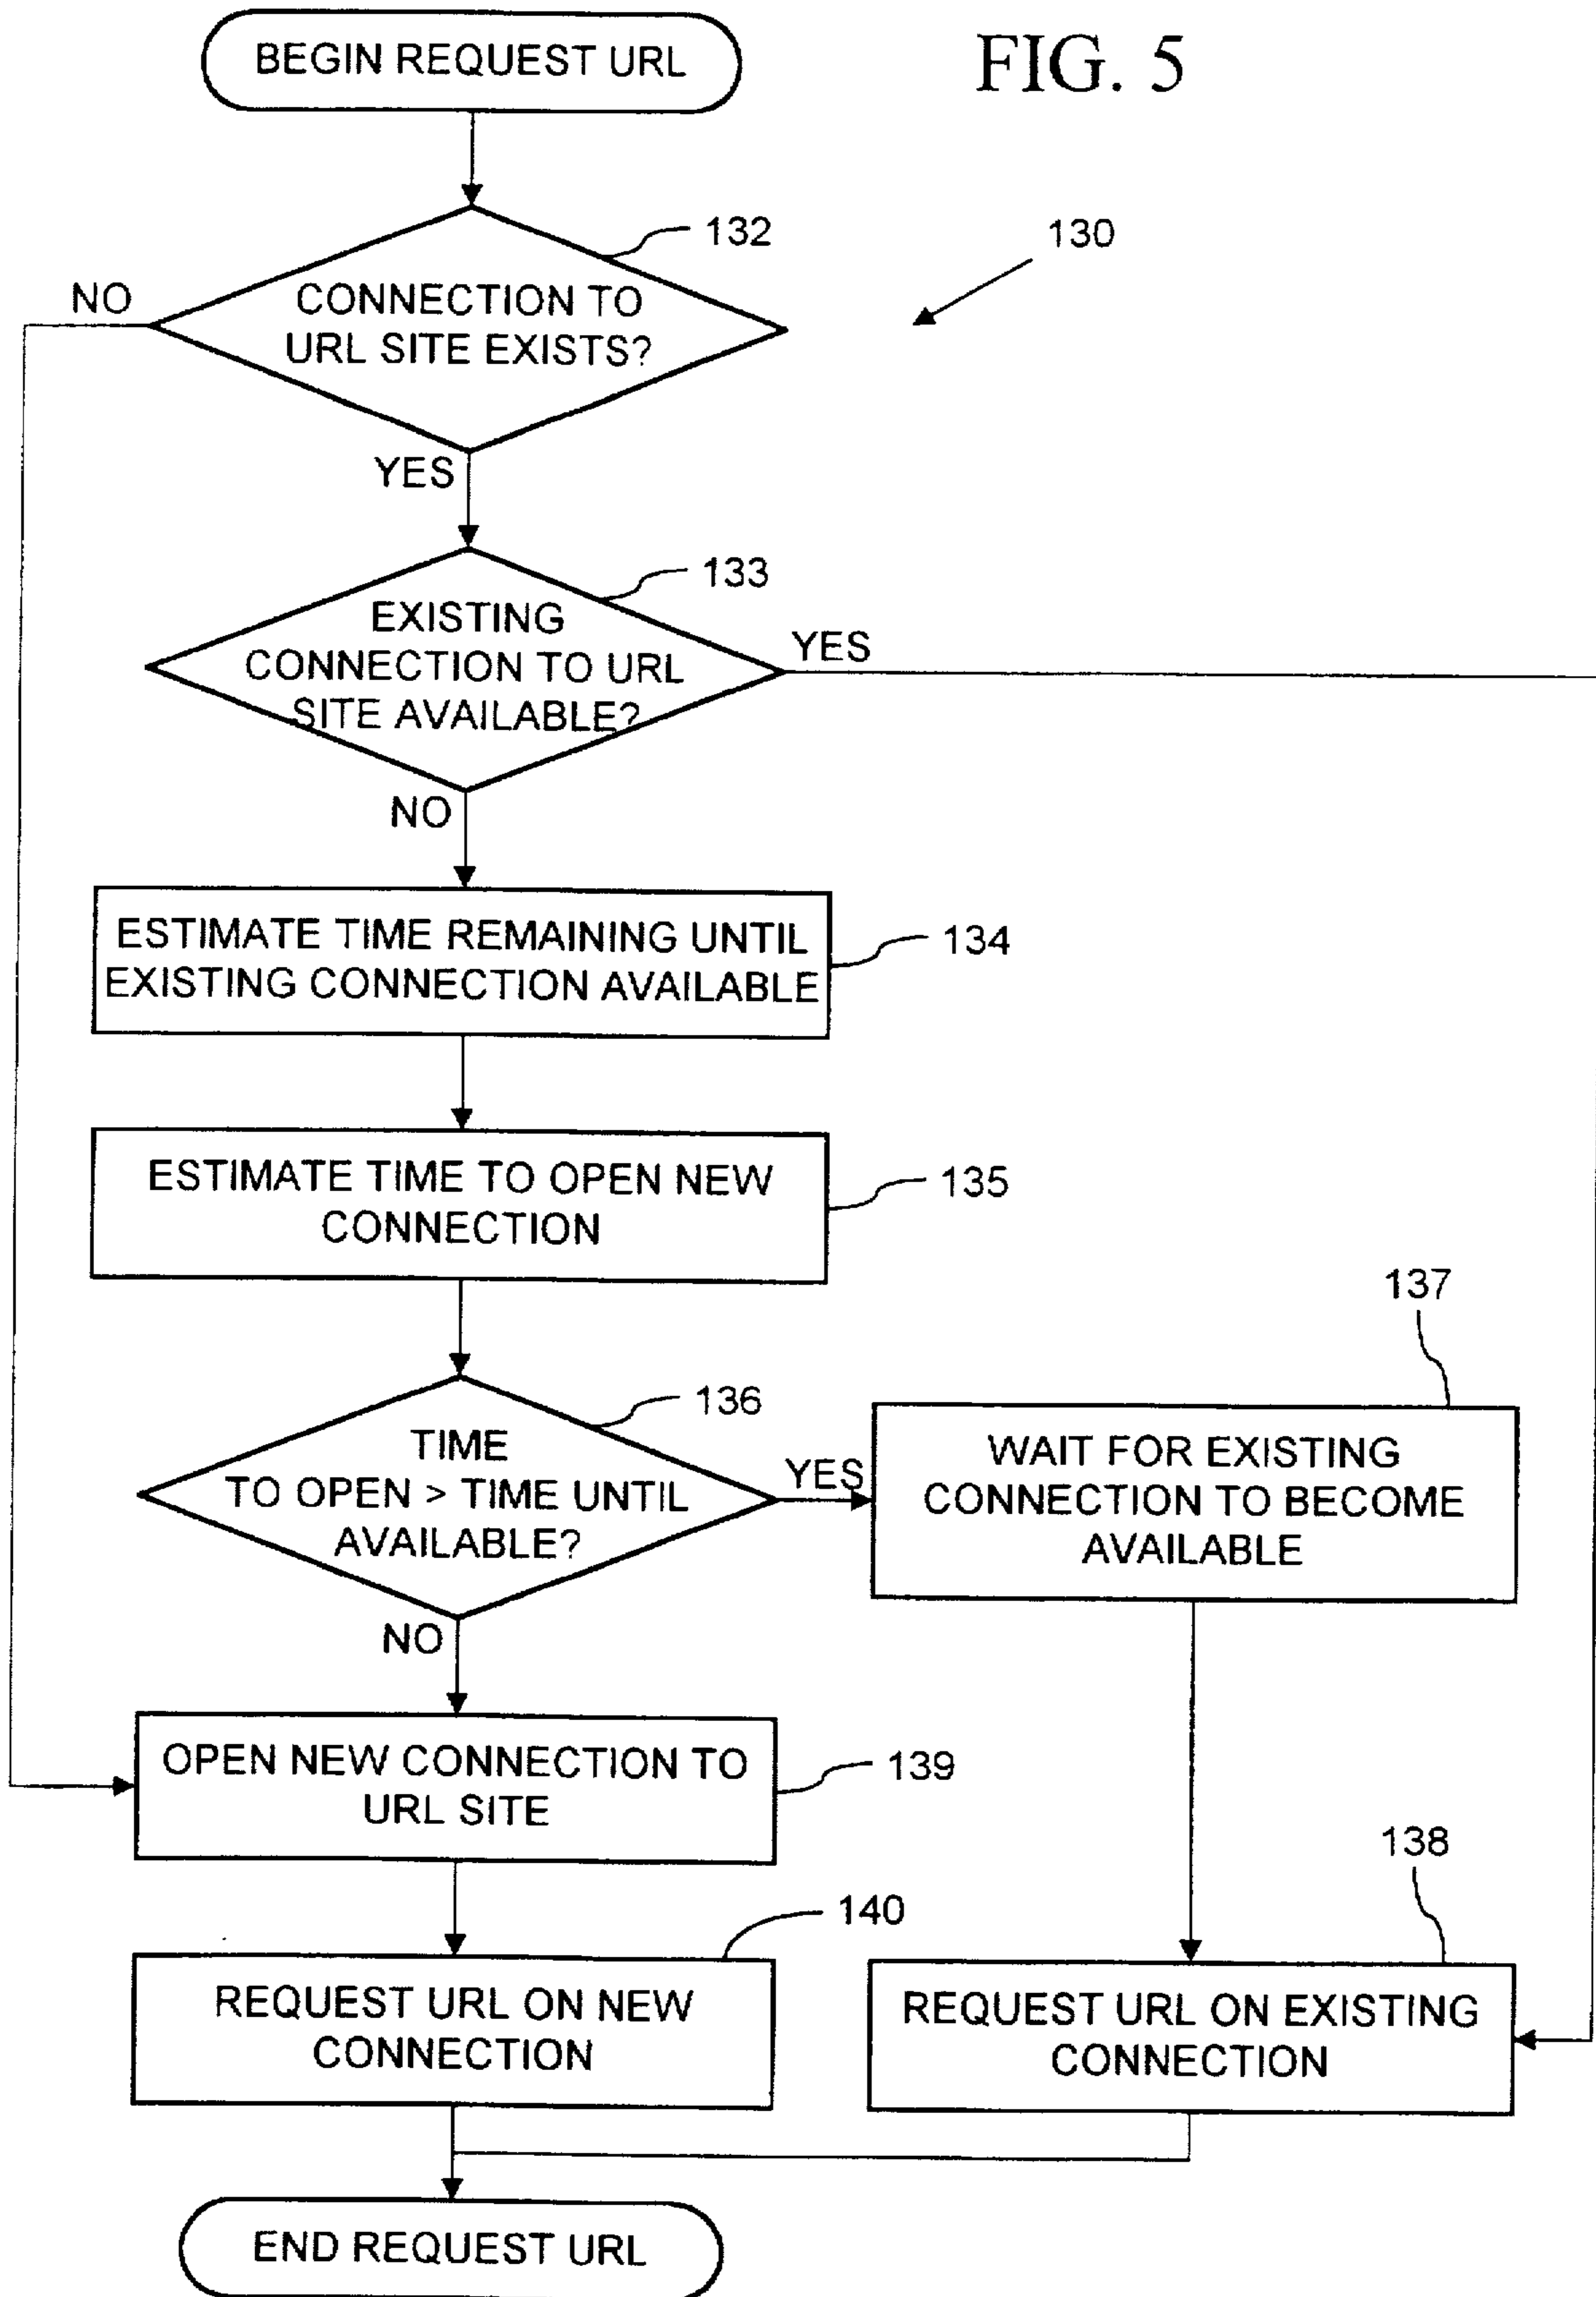 BEGIN REQUEST URL
FIG. 5
132
130
NO
CONNECTION TO
URL SITE EXISTS?
YES
133
EXISTING
CONNECTION TO URL
SITE AVAILABLE?
YES
NO
ESTIMATE TIME REMAINING UNTIL
EXISTING CONNECTION AVAILABLE
134
ESTIMATE TIME TO OPEN NEW
CONNECTION
135
136
TIME
TO OPEN > TIME UNTIL
AVAILABLE?
YES
NO
137
WAIT FOR EXISTING
CONNECTION TO BECOME
AVAILABLE
OPEN NEW CONNECTION TO
URL SITE
139
140
REQUEST URL ON NEW
CONNECTION
138
REQUEST URL ON EXISTING
CONNECTION
END REQUEST URL